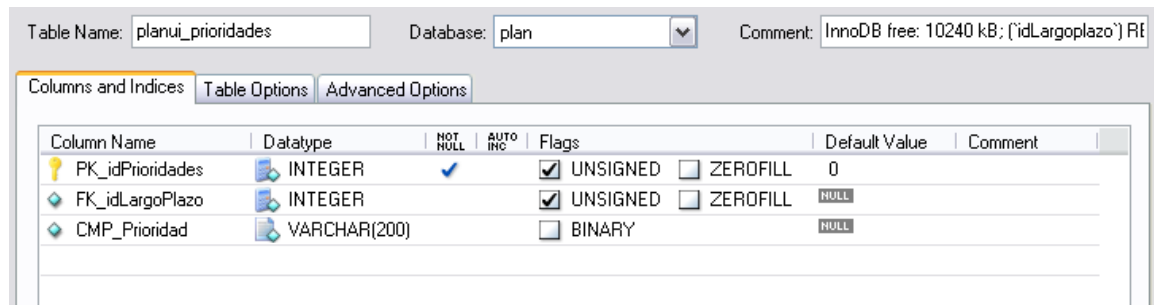 Table Name: planui_prioridades Database: plan Comment: InnoDB free: 10240 kB; (`idLargoplazo`) RE
Columns and Indices Table Options Advanced Options
Column Name Datatype NOT NULL AUTO INC Flags Default Value Comment
PK_idPrioridades INTEGER UNSIGNED ZEROFILL 0
FK_idLargoPlazo INTEGER UNSIGNED ZEROFILL NULL
CMP_Prioridad VARCHAR(200) BINARY NULL